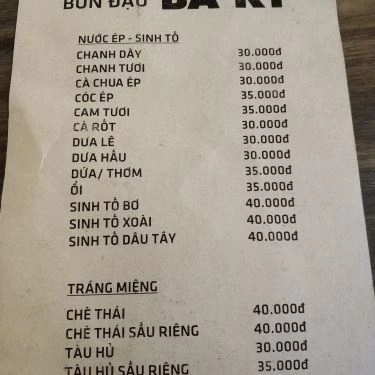 BÚN ĐẬU BÀ KÝ
NƯỚC ÉP - SINH TỐ
CHANH DÂY 30.000đ
CHANH TƯƠI 30.000đ
CÀ CHUA ÉP 30.000đ
CÓC ÉP 35.000đ
CAM TƯƠI 35.000đ
CÀ RỐT 30.000đ
DƯA LÊ 30.000đ
DƯA HẤU 30.000đ
DỨA/ THƠM 35.000đ
ỔI 35.000đ
SINH TỐ BƠ 40.000đ
SINH TỐ XOÀI 40.000đ
SINH TỐ DÂU TÂY 40.000đ
TRÁNG MIỆNG
CHÈ THÁI 40.000đ
CHÈ THÁI SẦU RIÊNG 40.000đ
TÀU HỦ 30.000đ
TÀU HỦ SẦU RIÊNG 35.000đ